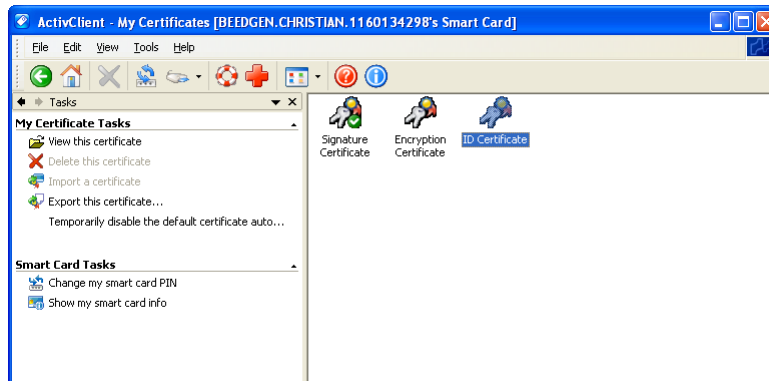 ActivClient - My Certificates [BEEDGEN.CHRISTIAN.1160134298's Smart Card]
File Edit View Tools Help
Tasks
My Certificate Tasks
View this certificate
Delete this certificate
Import a certificate
Export this certificate...
Temporarily disable the default certificate auto...
Smart Card Tasks
Change my smart card PIN
Show my smart card info
Signature
Certificate
Encryption
Certificate
ID Certificate